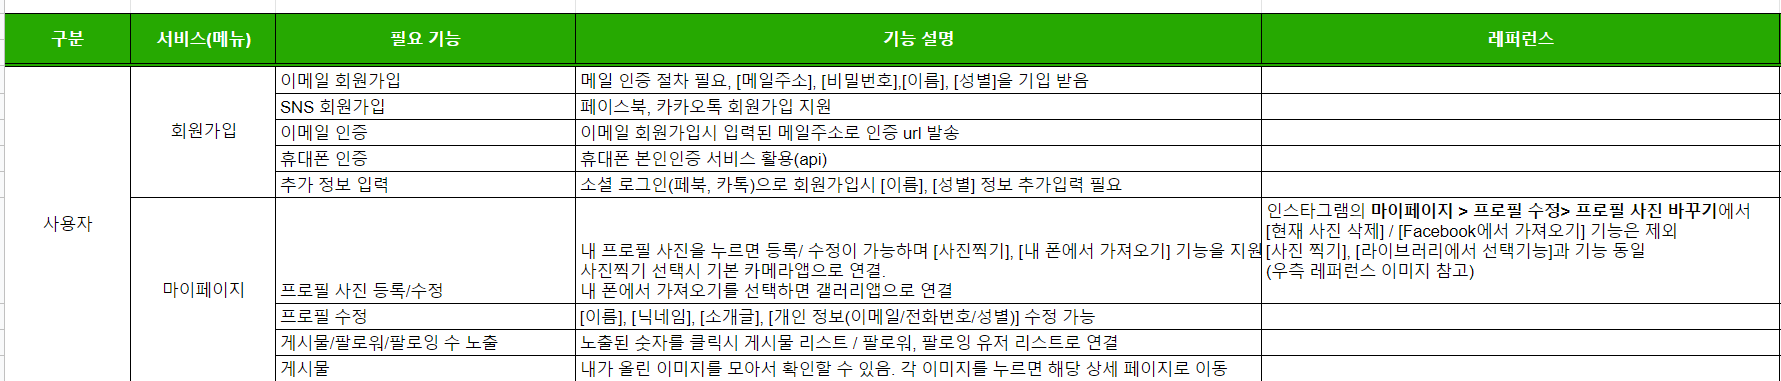 구분 서비스(메뉴) 필요 기능 기능 설명 레퍼런스
이메일 회원가입 메일 인증 절차 필요, [메일주소], [비밀번호],[이름], [성별]을 기입 받음
SNS 회원가입 페이스북, 카카오톡 회원가입 지원
회원가입
이메일 인증 이메일 회원가입시 입력된 메일주소로 인증 url 발송
휴대폰 인증 휴대폰 본인인증 서비스 활용(api)
추가 정보 입력 소셜 로그인(페북, 카톡)으로 회원가입시 [이름], [성별] 정보 추가입력 필요
사용자
마이페이지
프로필 사진 등록/수정
내 프로필 사진을 누르면 등록/ 수정이 가능하며 [사진찍기], [내 폰에서 가져오기] 기능을 지원
사진찍기 선택시 기본 카메라앱으로 연결.
내 폰에서 가져오기를 선택하면 갤러리앱으로 연결
인스타그램의 마이페이지 > 프로필 수정> 프로필 사진 바꾸기에서
[현재 사진 삭제] / [Facebook에서 가져오기] 기능은 제외
[사진 찍기], [라이브러리에서 선택기능]과 기능 동일
(우측 레퍼런스 이미지 참고)
프로필 수정 [이름], [닉네임], [소개글], [개인 정보(이메일/전화번호/성별)] 수정 가능
게시물/팔로워/팔로잉 수 노출 노출된 숫자를 클릭시 게시물 리스트 / 팔로워, 팔로잉 유저 리스트로 연결
게시물 내가 올린 이미지를 모아서 확인할 수 있음. 각 이미지를 누르면 해당 상세 페이지로 이동